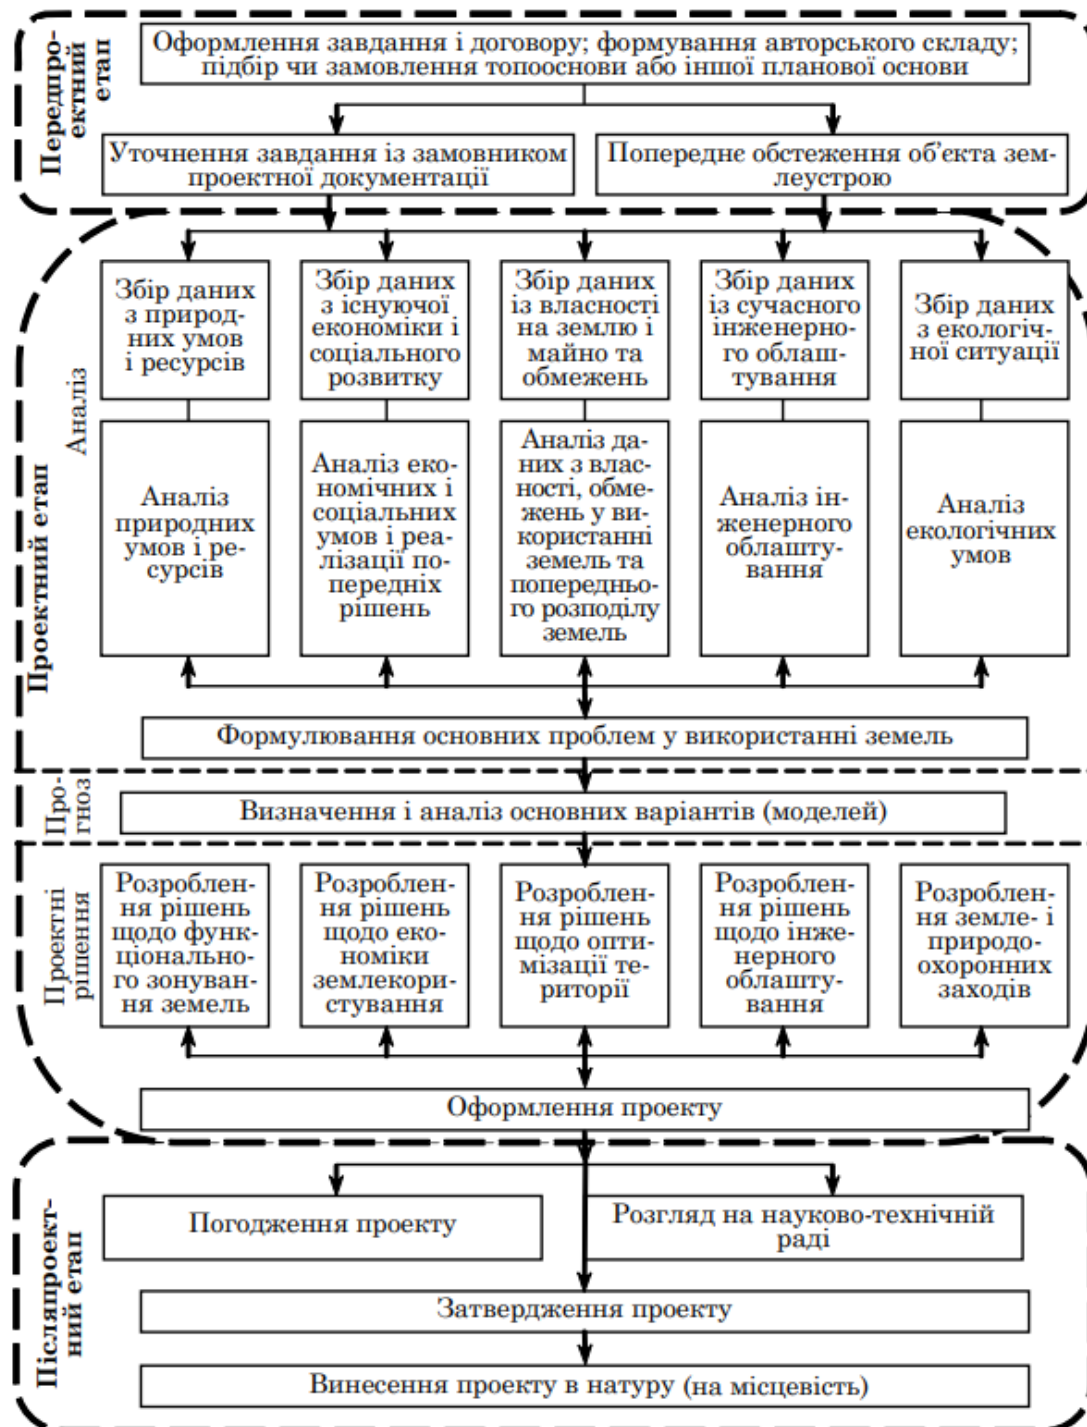 Передпро-
ектний
етап
Оформлення завдання і договору; формування авторського складу;
підбір чи замовлення топооснови або іншої планової основи
Уточнення завдання із замовником
проектної документації
Попереднє обстеження об’єкта зем-
леустрою
Проектний етап
Аналіз
Збір даних
з природ-
них умов
і ресурсів
Збір даних
з існуючої
економіки і
соціального
розвитку
Збір даних
із власності
на землю і
майно та
обмежень
Збір даних
із сучасного
інженерно-
го облаш-
тування
Збір даних
з екологіч-
ної ситуації
Аналіз
природних
умов і ре-
сурсів
Аналіз еко-
номічних і
соціальних
умов і реа-
лізації по-
передніх
рішень
Аналіз да-
них з влас-
ності, обме-
жень у ви-
користанні
земель та
попередньо-
го розподілу
земель
Аналіз ін-
женерного
облашту-
вання
Аналіз
екологічних
умов
Формулювання основних проблем у використанні земель
Про-
гноз
Визначення і аналіз основних варіантів (моделей)
Проектні
рішення
Розроблен-
ня рішень
щодо функ-
ціонально-
го зонуван-
ня земель
Розроблен-
ня рішень
щодо еко-
номіки
землекори-
стування
Розроблен-
ня рішень
щодо опти-
мізації те-
риторії
Розроблен-
ня рішень
щодо інже-
нерного
облашту-
вання
Розроблен-
ня земле- і
природо-
охоронних
заходів
Оформлення проекту
Післяпроект-
ний етап
Погодження проекту
Розгляд на науково-технічній
раді
Затвердження проекту
Винесення проекту в натуру (на місцевість)